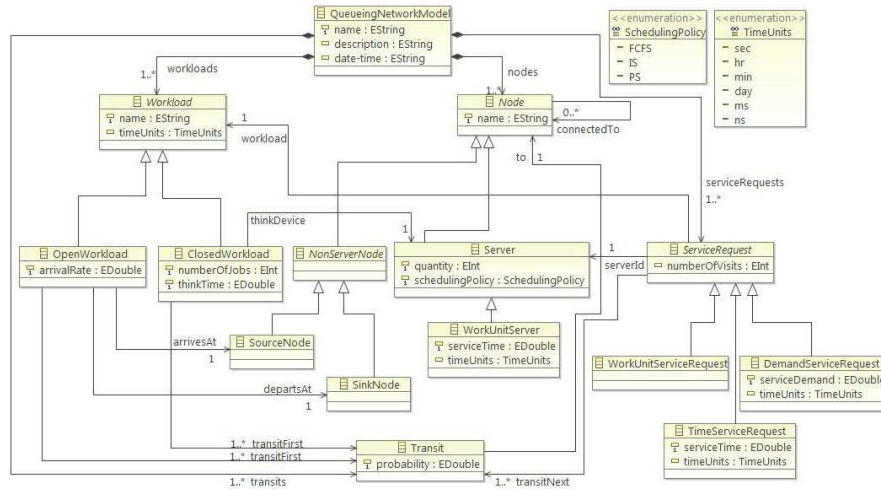 QueueingNetworkModel
name : EString
description : EString
date-time : EString
<<enumeration>>
SchedulingPolicy
FCFS
IS
PS
<<enumeration>>
TimeUnits
sec
hr
min
day
ms
ns
workloads
1..*
nodes
1..*
Workload
name : EString
timeUnits : TimeUnits
1
workload
Node
name : EString
0..*
connectedTo
to
1
serviceRequests
1..*
thinkDevice
1
OpenWorkload
arrivalRate : EDouble
ClosedWorkload
numberOfJobs : EInt
thinkTime : EDouble
NonServerNode
Server
quantity : EInt
schedulingPolicy : SchedulingPolicy
1
serverId
ServiceRequest
numberOfVisits : EInt
arrivesAt
1
SourceNode
WorkUnitServer
serviceTime : EDouble
timeUnits : TimeUnits
WorkUnitServiceRequest
DemandServiceRequest
serviceDemand : EDouble
timeUnits : TimeUnits
departsAt
1
SinkNode
TimeServiceRequest
serviceTime : EDouble
timeUnits : TimeUnits
1..* transitFirst
1..* transitFirst
1..* transits
Transit
probability : EDouble
1..* transitNext